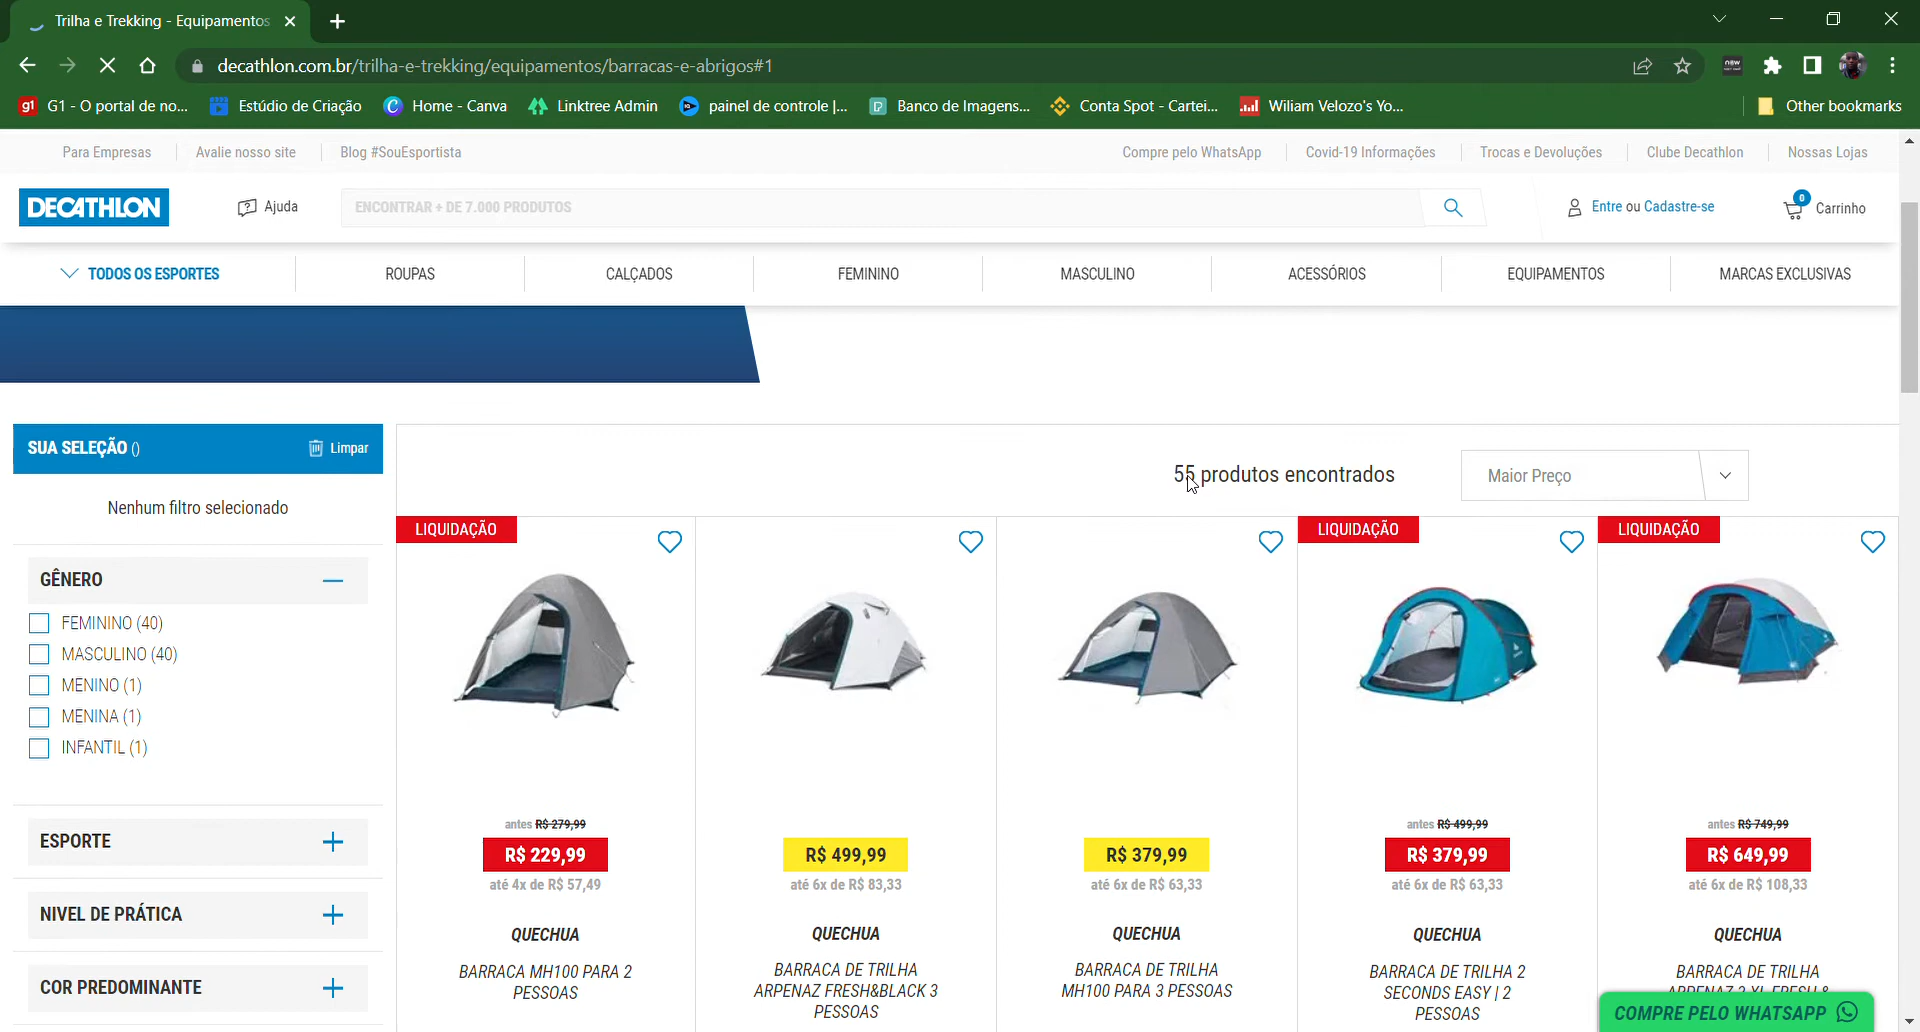 Trilha e Trekking - Equipamentos
decathlon.com.br/trilha-e-trekking/equipamentos/barracas-e-abrigos#1
G1 - O portal de no...
Estúdio de Criação
Home - Canva
Linktree Admin
painel de controle |...
Banco de Imagens...
Conta Spot - Cartei...
Wiliam Velozo's Yo...
Other bookmarks
Para Empresas
Avalie nosso site
Blog #SouEsportista
Compre pelo WhatsApp
Covid-19 Informações
Trocas e Devoluções
Clube Decathlon
Nossas Lojas
DECATHLON
Ajuda
ENCONTRAR + DE 7.000 PRODUTOS
Entre ou Cadastre-se
0
Carrinho
TODOS OS ESPORTES
ROUPAS
CALÇADOS
FEMININO
MASCULINO
ACESSÓRIOS
EQUIPAMENTOS
MARCAS EXCLUSIVAS
SUA SELEÇÃO ()
Limpar
Nenhum filtro selecionado
GÊNERO
FEMININO (40)
MASCULINO (40)
MENINO (1)
MENINA (1)
INFANTIL (1)
ESPORTE
NIVEL DE PRÁTICA
COR PREDOMINANTE
55 produtos encontrados
Maior Preço
LIQUIDAÇÃO
antes R$ 279,99
R$ 229,99
até 4x de R$ 57,49
QUECHUA
BARRACA MH100 PARA 2
PESSOAS
R$ 499,99
até 6x de R$ 83,33
QUECHUA
BARRACA DE TRILHA
ARPENAZ FRESH&BLACK 3
PESSOAS
R$ 379,99
até 6x de R$ 63,33
QUECHUA
BARRACA DE TRILHA
MH100 PARA 3 PESSOAS
LIQUIDAÇÃO
antes R$ 499,99
R$ 379,99
até 6x de R$ 63,33
QUECHUA
BARRACA DE TRILHA 2
SECONDS EASY | 2
PESSOAS
LIQUIDAÇÃO
antes R$ 749,99
R$ 649,99
até 6x de R$ 108,33
QUECHUA
BARRACA DE TRILHA
ARPENAZ 2 XL FRESH &
COMPRE PELO WHATSAPP